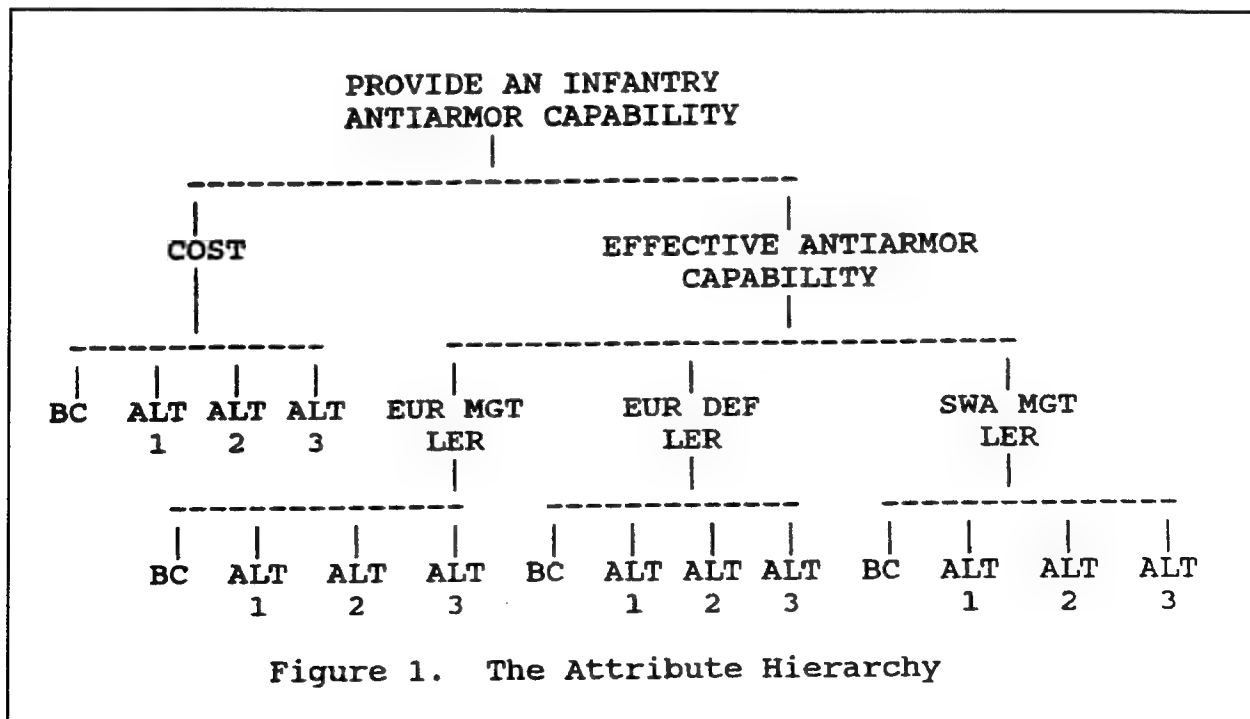 PROVIDE AN INFANTRY
ANTIARMOR CAPABILITY
COST
EFFECTIVE ANTIARMOR
CAPABILITY
BC ALT ALT ALT EUR MGT EUR DEF SWA MGT
1 2 3 LER LER LER
BC ALT ALT ALT BC ALT ALT ALT BC ALT ALT ALT
1 2 3 1 2 3 1 2 3
Figure 1. The Attribute Hierarchy